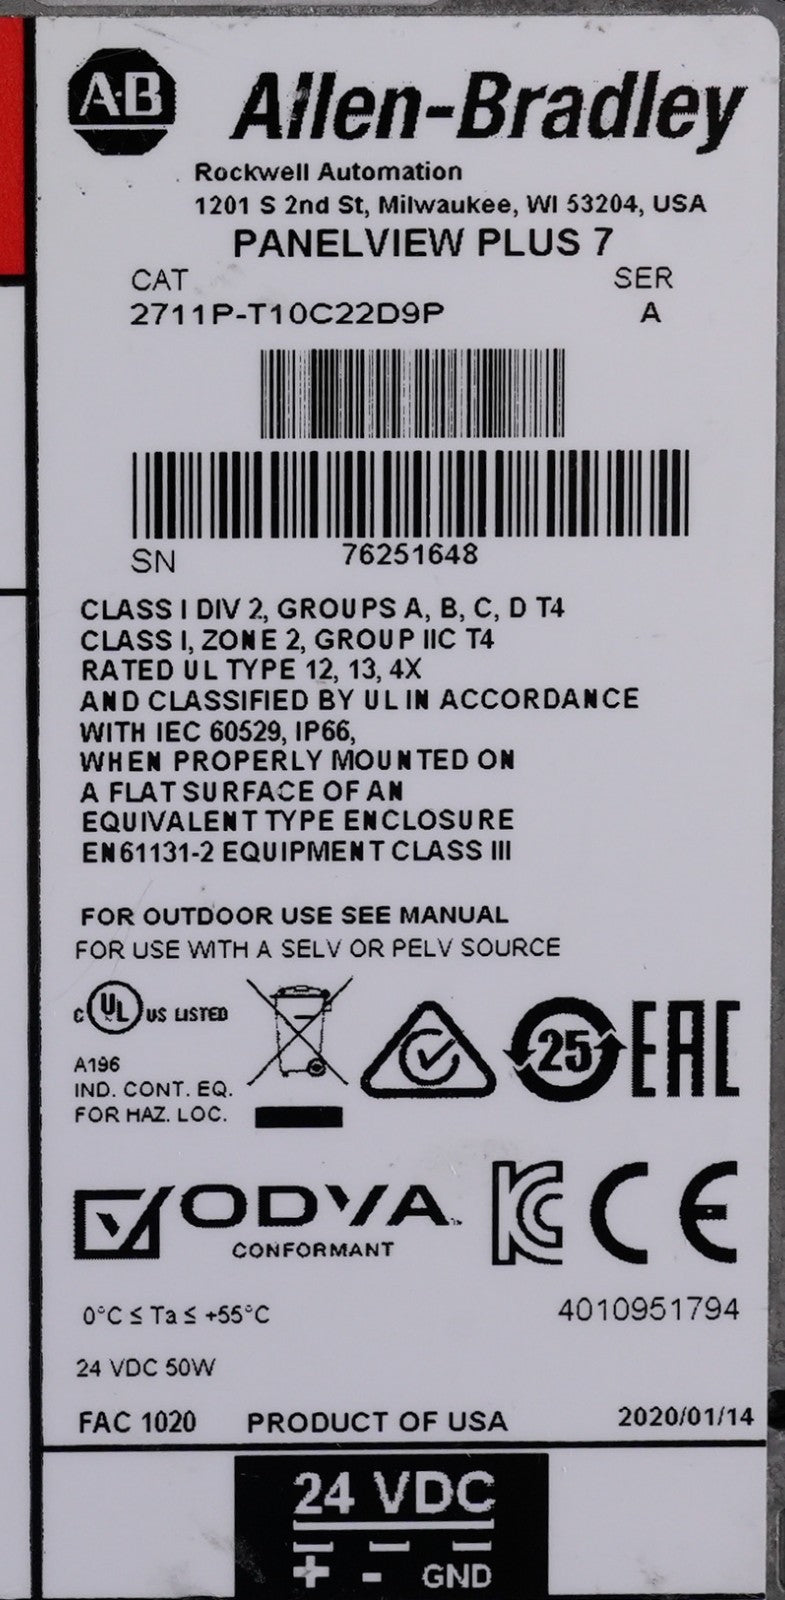 A·B Allen-Bradley
Rockwell Automation
1201 S 2nd St, Milwaukee, WI 53204, USA
PANELVIEW PLUS 7
CAT SER
2711P-T10C22D9P A
SN 76251648
CLASS I DIV 2, GROUPS A, B, C, D T4
CLASS I, ZONE 2, GROUP IIC T4
RATED UL TYPE 12, 13, 4X
AND CLASSIFIED BY UL IN ACCORDANCE
WITH IEC 60529, IP66,
WHEN PROPERLY MOUNTED ON
A FLAT SURFACE OF AN
EQUIVALENT TYPE ENCLOSURE
EN61131-2 EQUIPMENT CLASS III
FOR OUTDOOR USE SEE MANUAL
FOR USE WITH A SELV OR PELV SOURCE
C UL US LISTED 25 EAC
A196
IND. CONT. EQ.
FOR HAZ. LOC.
ODVA KC CE
CONFORMANT
0°C ≤ Ta ≤ +55°C 4010951794
24 VDC 50W
FAC 1020 PRODUCT OF USA 2020/01/14
24 VDC
+ - GND